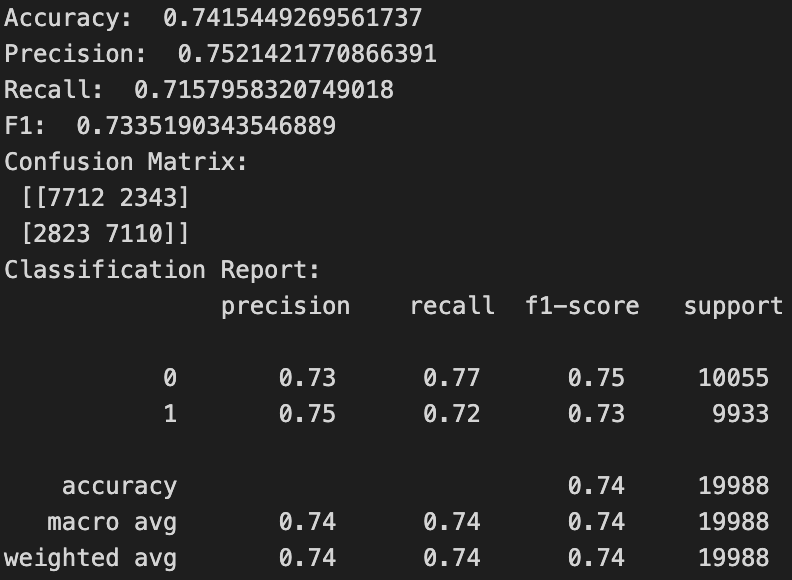 Accuracy:  0.7415449269561737
Precision:  0.7521421770866391
Recall:  0.7157958320749018
F1:  0.7335190343546889
Confusion Matrix:
 [[7712 2343]
 [2823 7110]]
Classification Report:
               precision    recall  f1-score   support

           0       0.73      0.77      0.75     10055
           1       0.75      0.72      0.73      9933

    accuracy                           0.74     19988
   macro avg       0.74      0.74      0.74     19988
weighted avg       0.74      0.74      0.74     19988